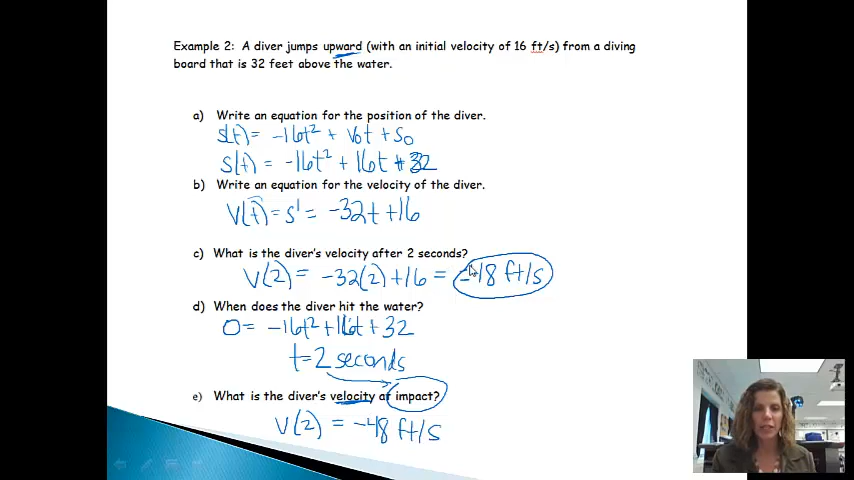 Example 2: A diver jumps upward (with an initial velocity of 16 ft/s) from a diving
board that is 32 feet above the water.
a) Write an equation for the position of the diver.
s(t) = -16t² + v₀t + s₀
s(t) = -16t² + 16t + 32
b) Write an equation for the velocity of the diver.
v(t) = s' = -32t + 16
c) What is the diver's velocity after 2 seconds?
v(2) = -32(2) + 16 = -48 ft/s
d) When does the diver hit the water?
0 = -16t² + 16t + 32
t = 2 seconds
e) What is the diver's velocity at impact?
v(2) = -48 ft/s